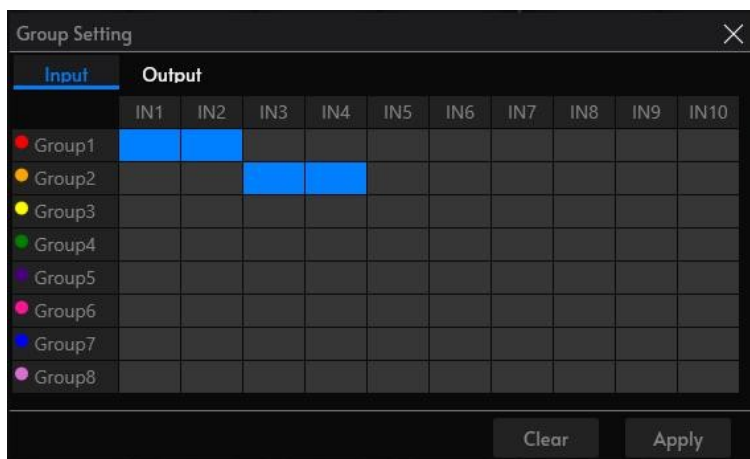 Group Setting
Input Output
IN1 IN2 IN3 IN4 IN5 IN6 IN7 IN8 IN9 IN10
Group1
Group2
Group3
Group4
Group5
Group6
Group7
Group8
Clear Apply